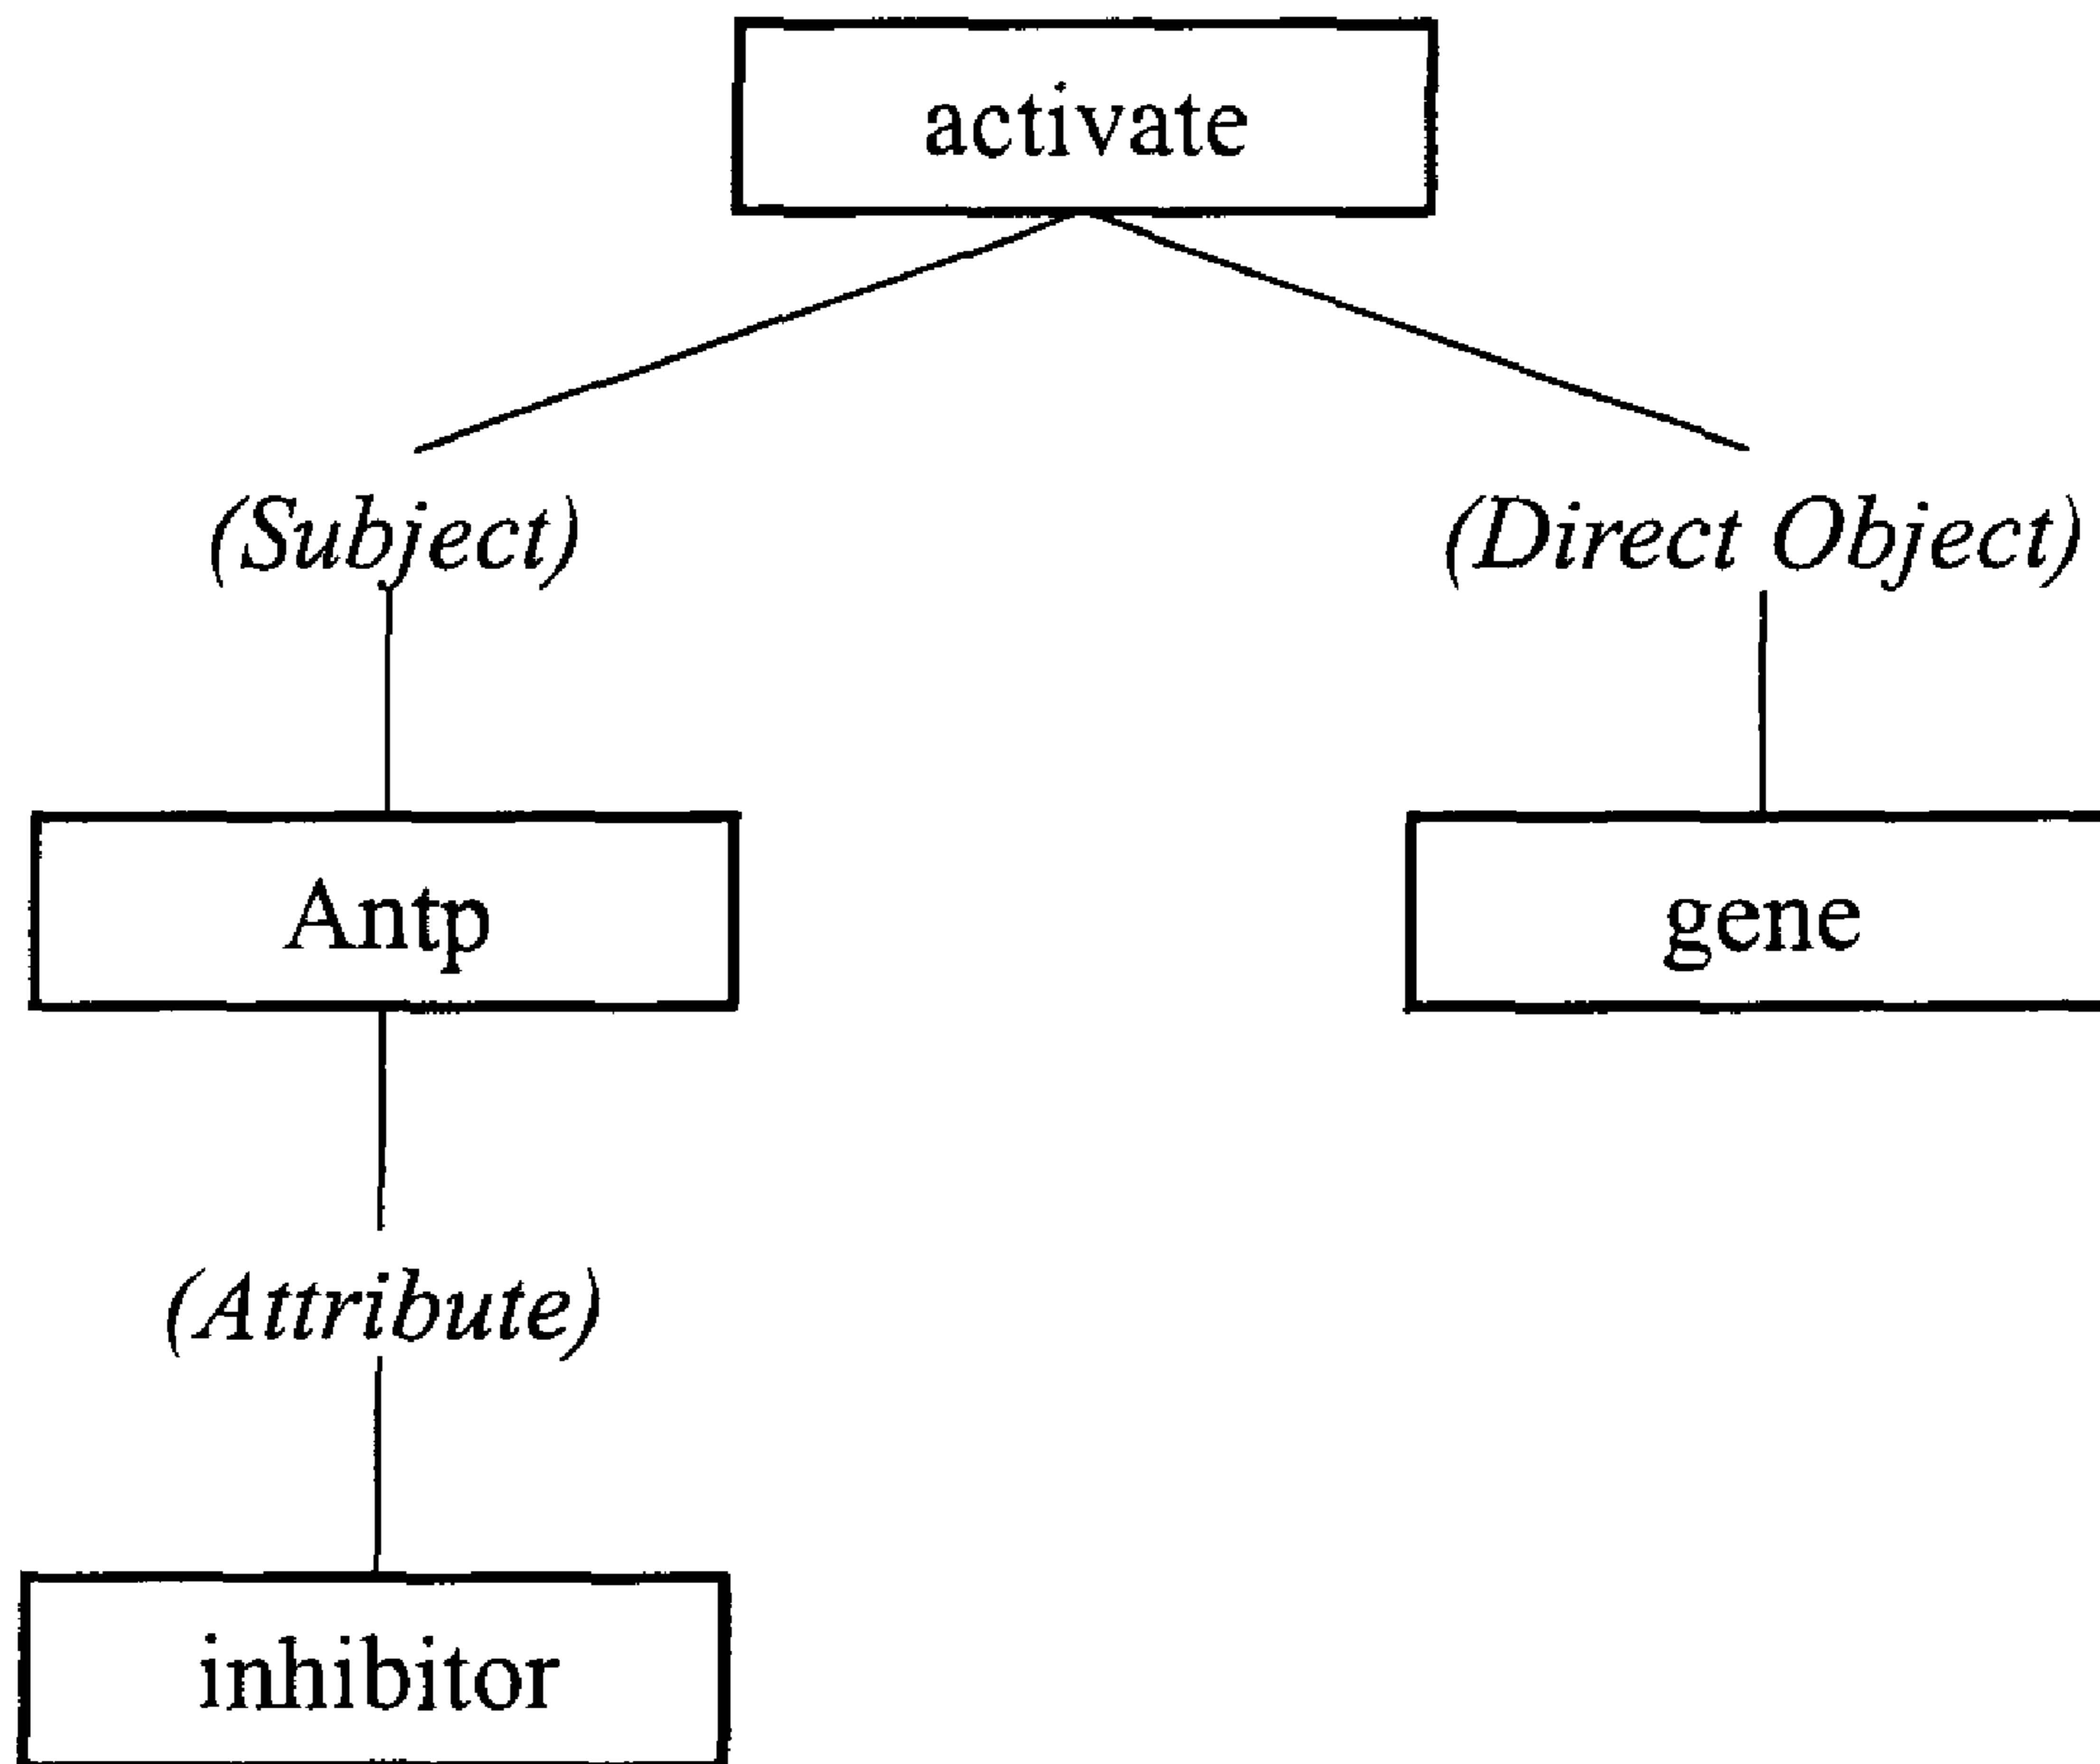 activate
(Subject)
(Direct Object)
Antp
gene
(Attribute)
inhibitor